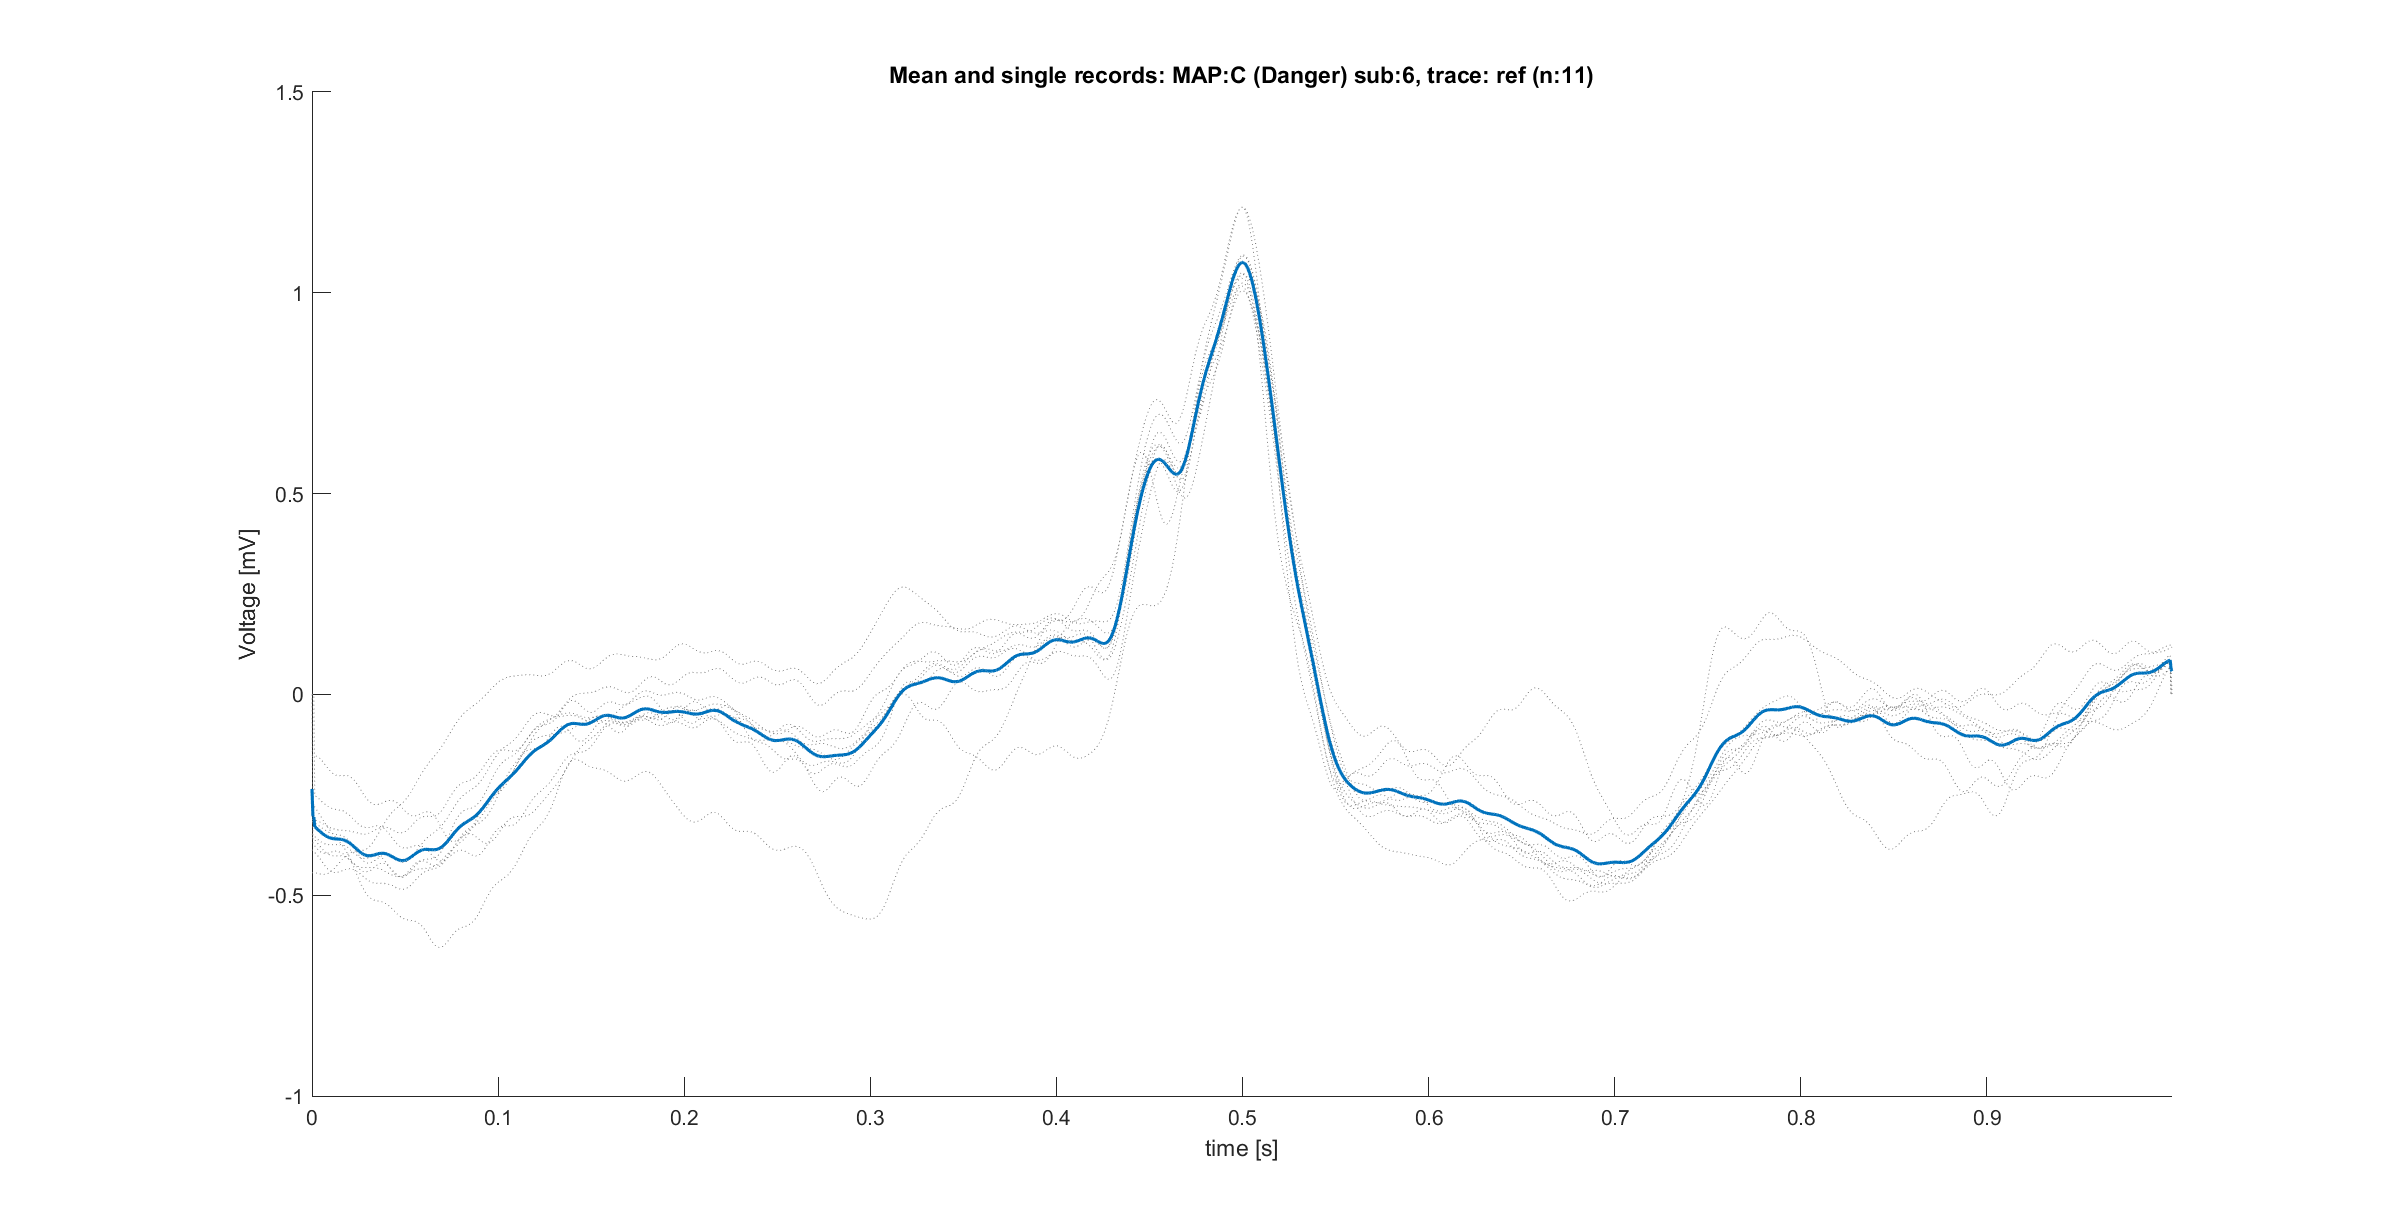 Mean and single records: MAP:C (Danger) sub:6, trace: ref (n:11)
1.5
1
0.5
0
-0.5
-1
Voltage [mV]
0 0.1 0.2 0.3 0.4 0.5 0.6 0.7 0.8 0.9
time [s]